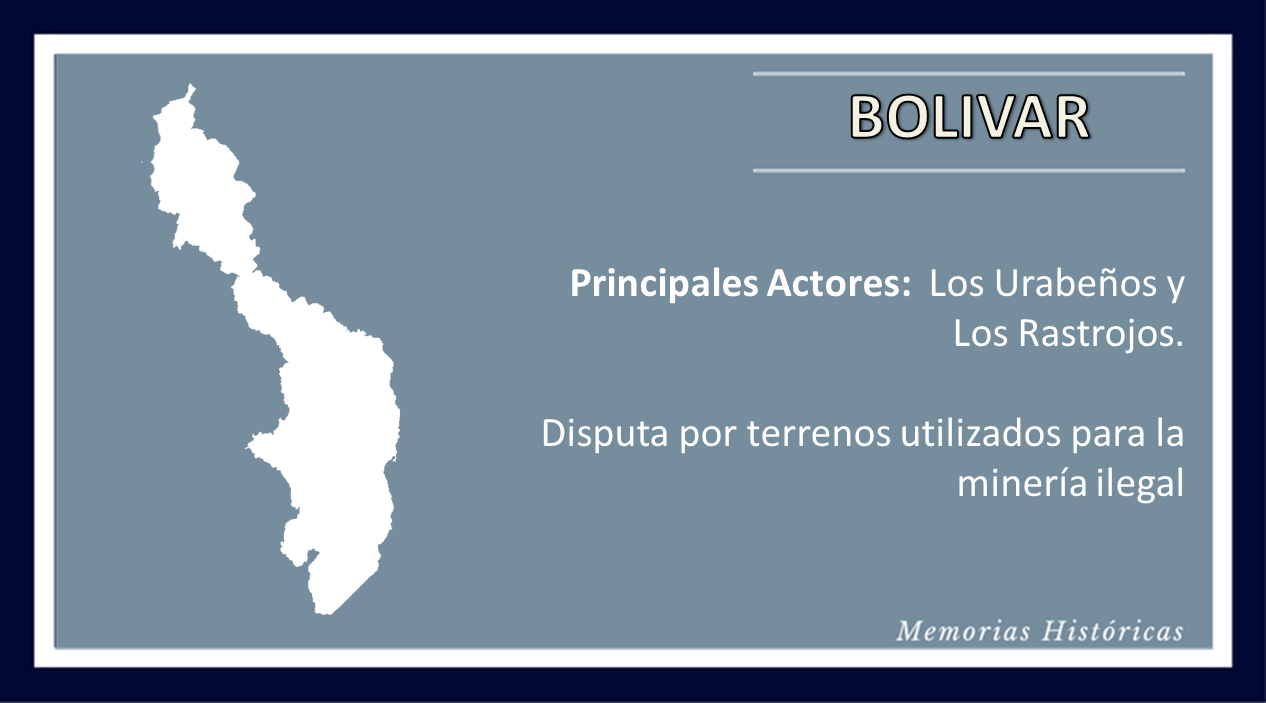 BOLIVAR
Principales Actores: Los Urabeños y
Los Rastrojos.
Disputa por terrenos utilizados para la
minería ilegal
Memorias Históricas